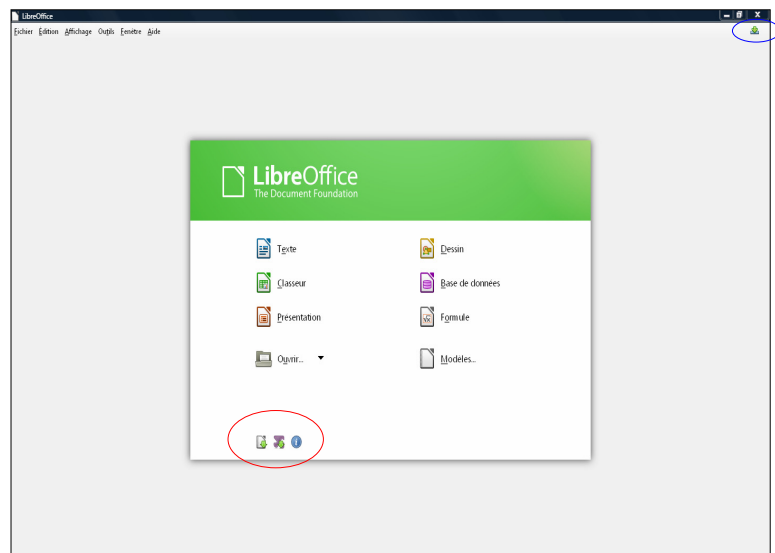 LibreOffice
Fichier Édition Affichage Outils Fenêtre Aide
LibreOffice
The Document Foundation
Texte
Dessin
Classeur
Base de données
Présentation
Formule
Ouvrir...
Modèles...